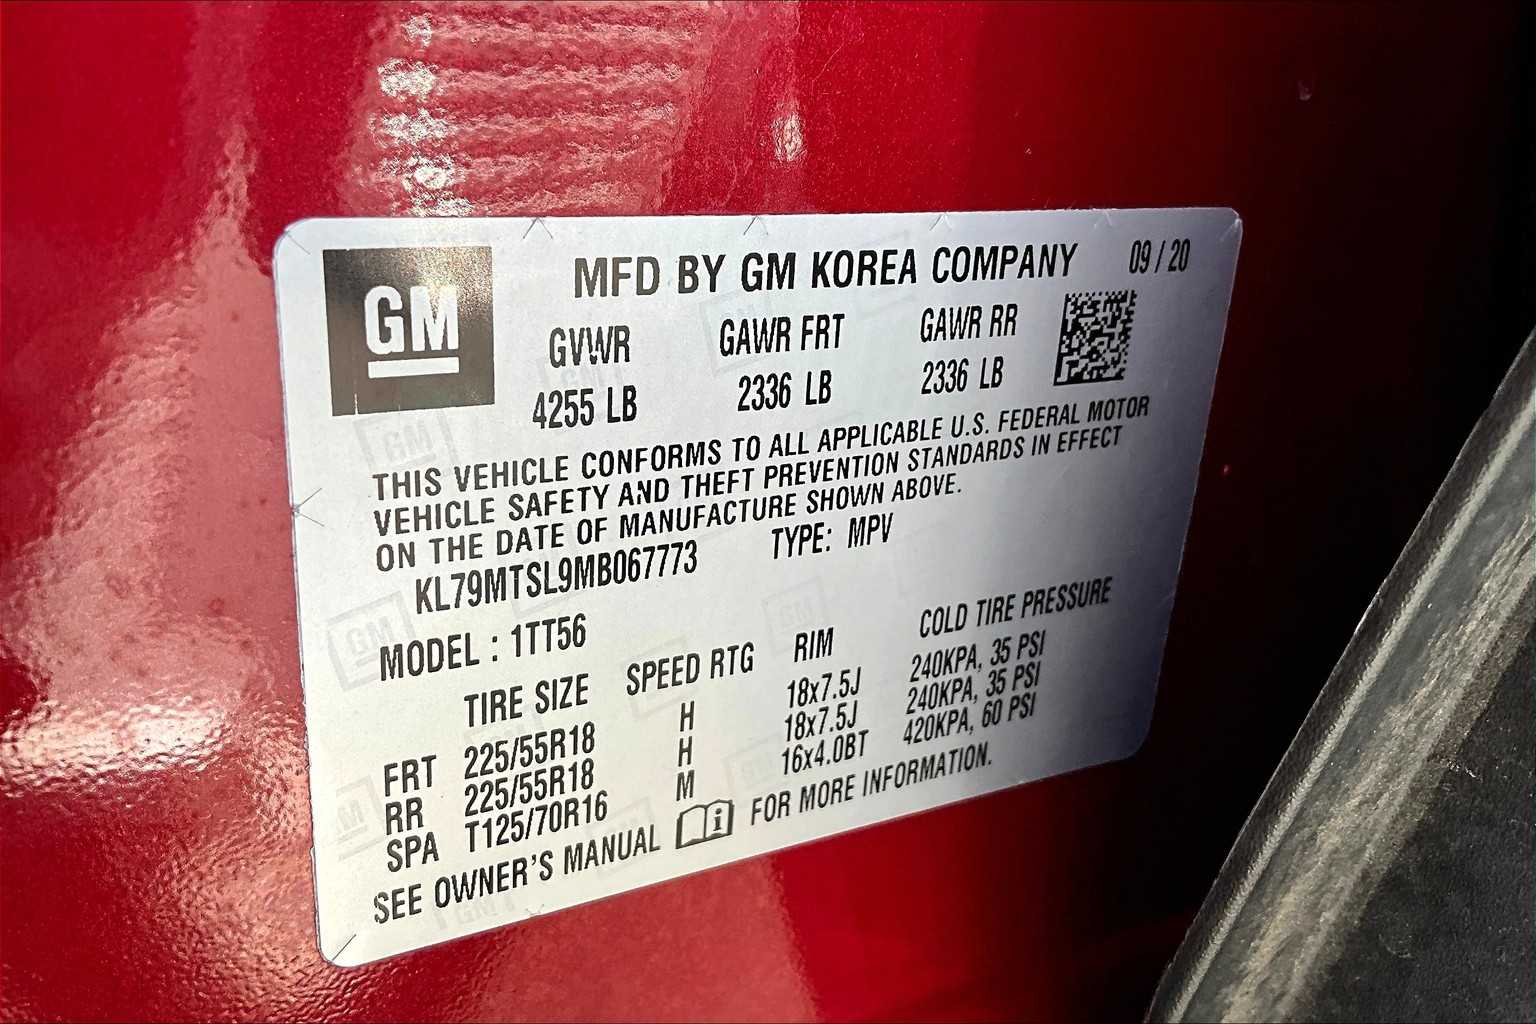 GM
MFD BY GM KOREA COMPANY 09 / 20
GVWR GAWR FRT GAWR RR
4255 LB 2336 LB 2336 LB
THIS VEHICLE CONFORMS TO ALL APPLICABLE U.S. FEDERAL MOTOR
VEHICLE SAFETY AND THEFT PREVENTION STANDARDS IN EFFECT
ON THE DATE OF MANUFACTURE SHOWN ABOVE.
KL79MTSL9MB067773 TYPE: MPV
MODEL : 1TT56
TIRE SIZE SPEED RTG RIM COLD TIRE PRESSURE
FRT 225/55R18 H 18x7.5J 240KPA, 35 PSI
RR 225/55R18 H 18x7.5J 240KPA, 35 PSI
SPA T125/70R16 M 16x4.0BT 420KPA, 60 PSI
SEE OWNER'S MANUAL FOR MORE INFORMATION.